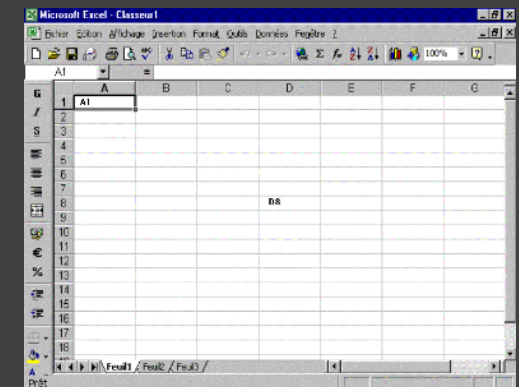 Microsoft Excel - Classeur1
Fichier Edition Affichage Insertion Format Outils Données Fenêtre ?
100%
A1 =
A B C D E F G
G
I
S
1 A1
2
3
4
5
6
7
8 D8
9
10
11
12
13
14
15
16
17
18
€
%
Feuil1 Feuil2 Feuil3
Prêt